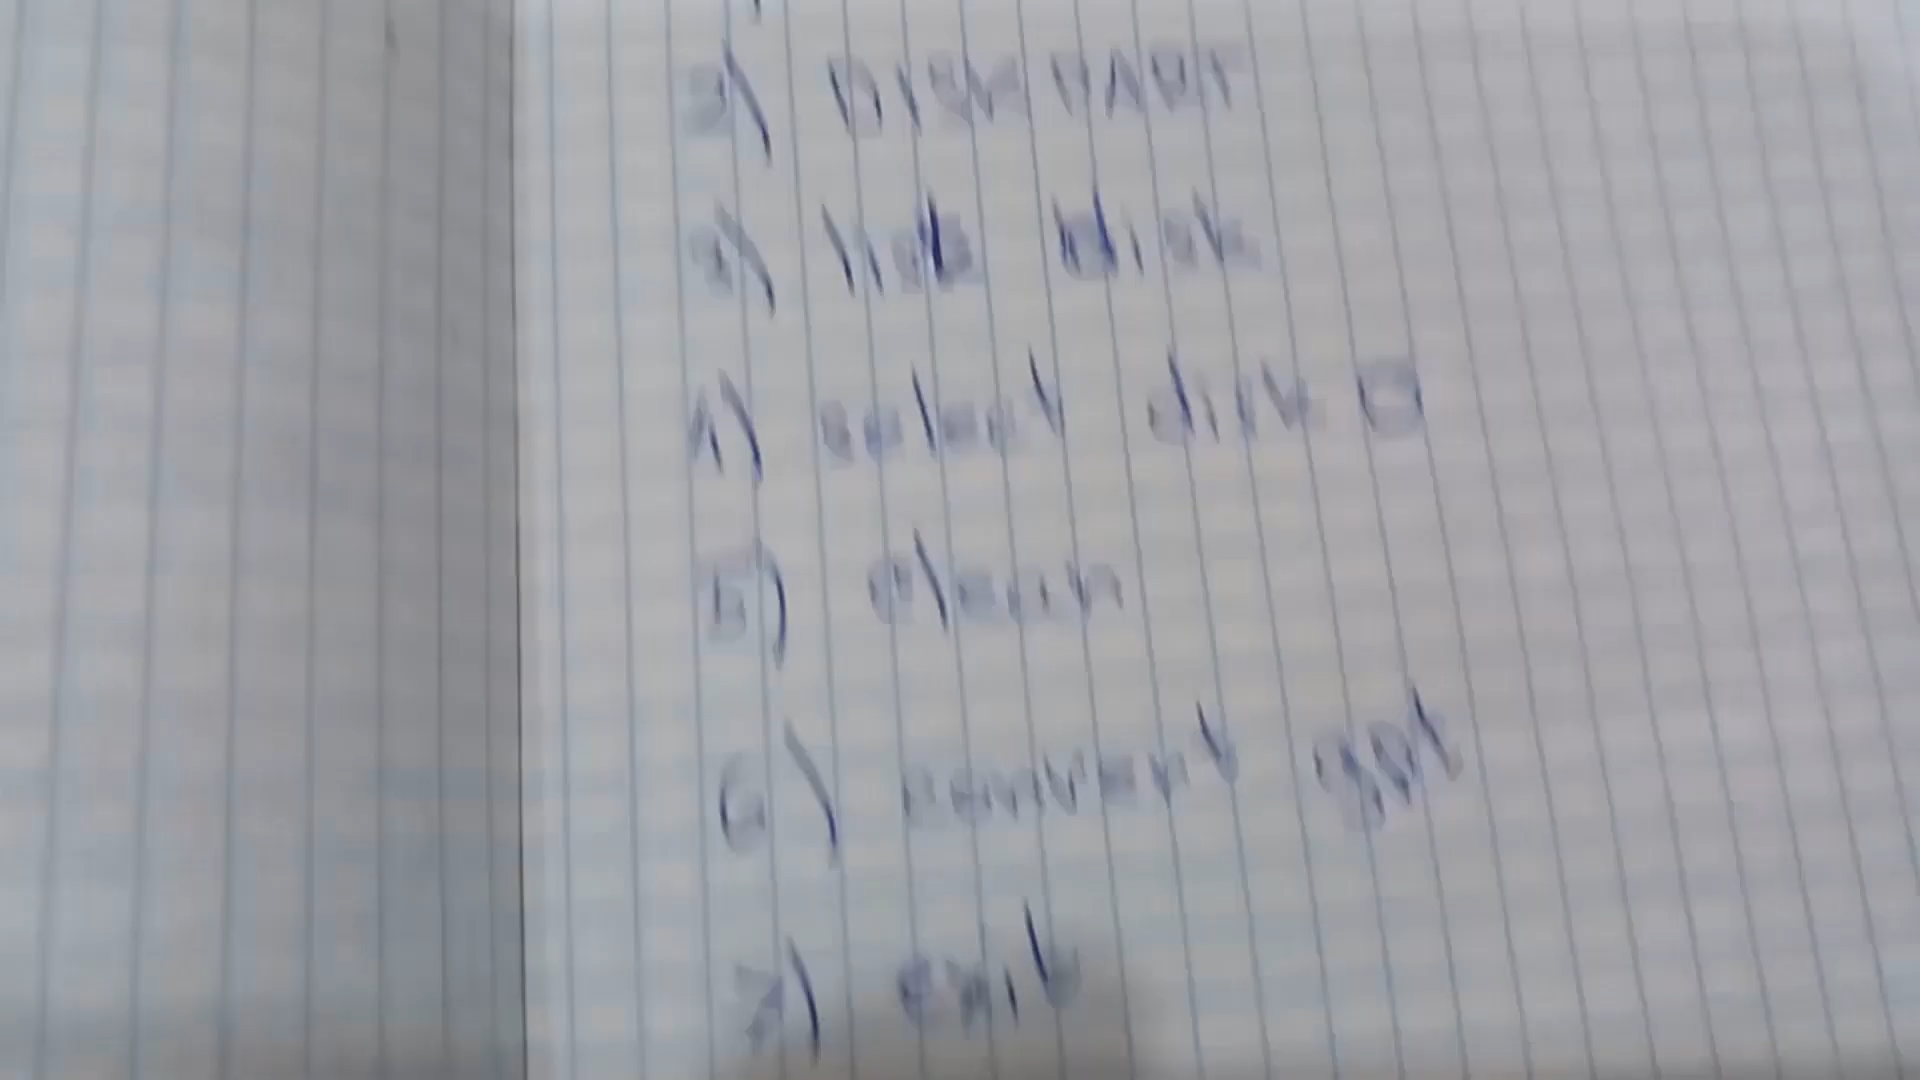 2) DISKPART
3) list disk
4) select disk 0
5) clean
6) convert gpt
7) exit